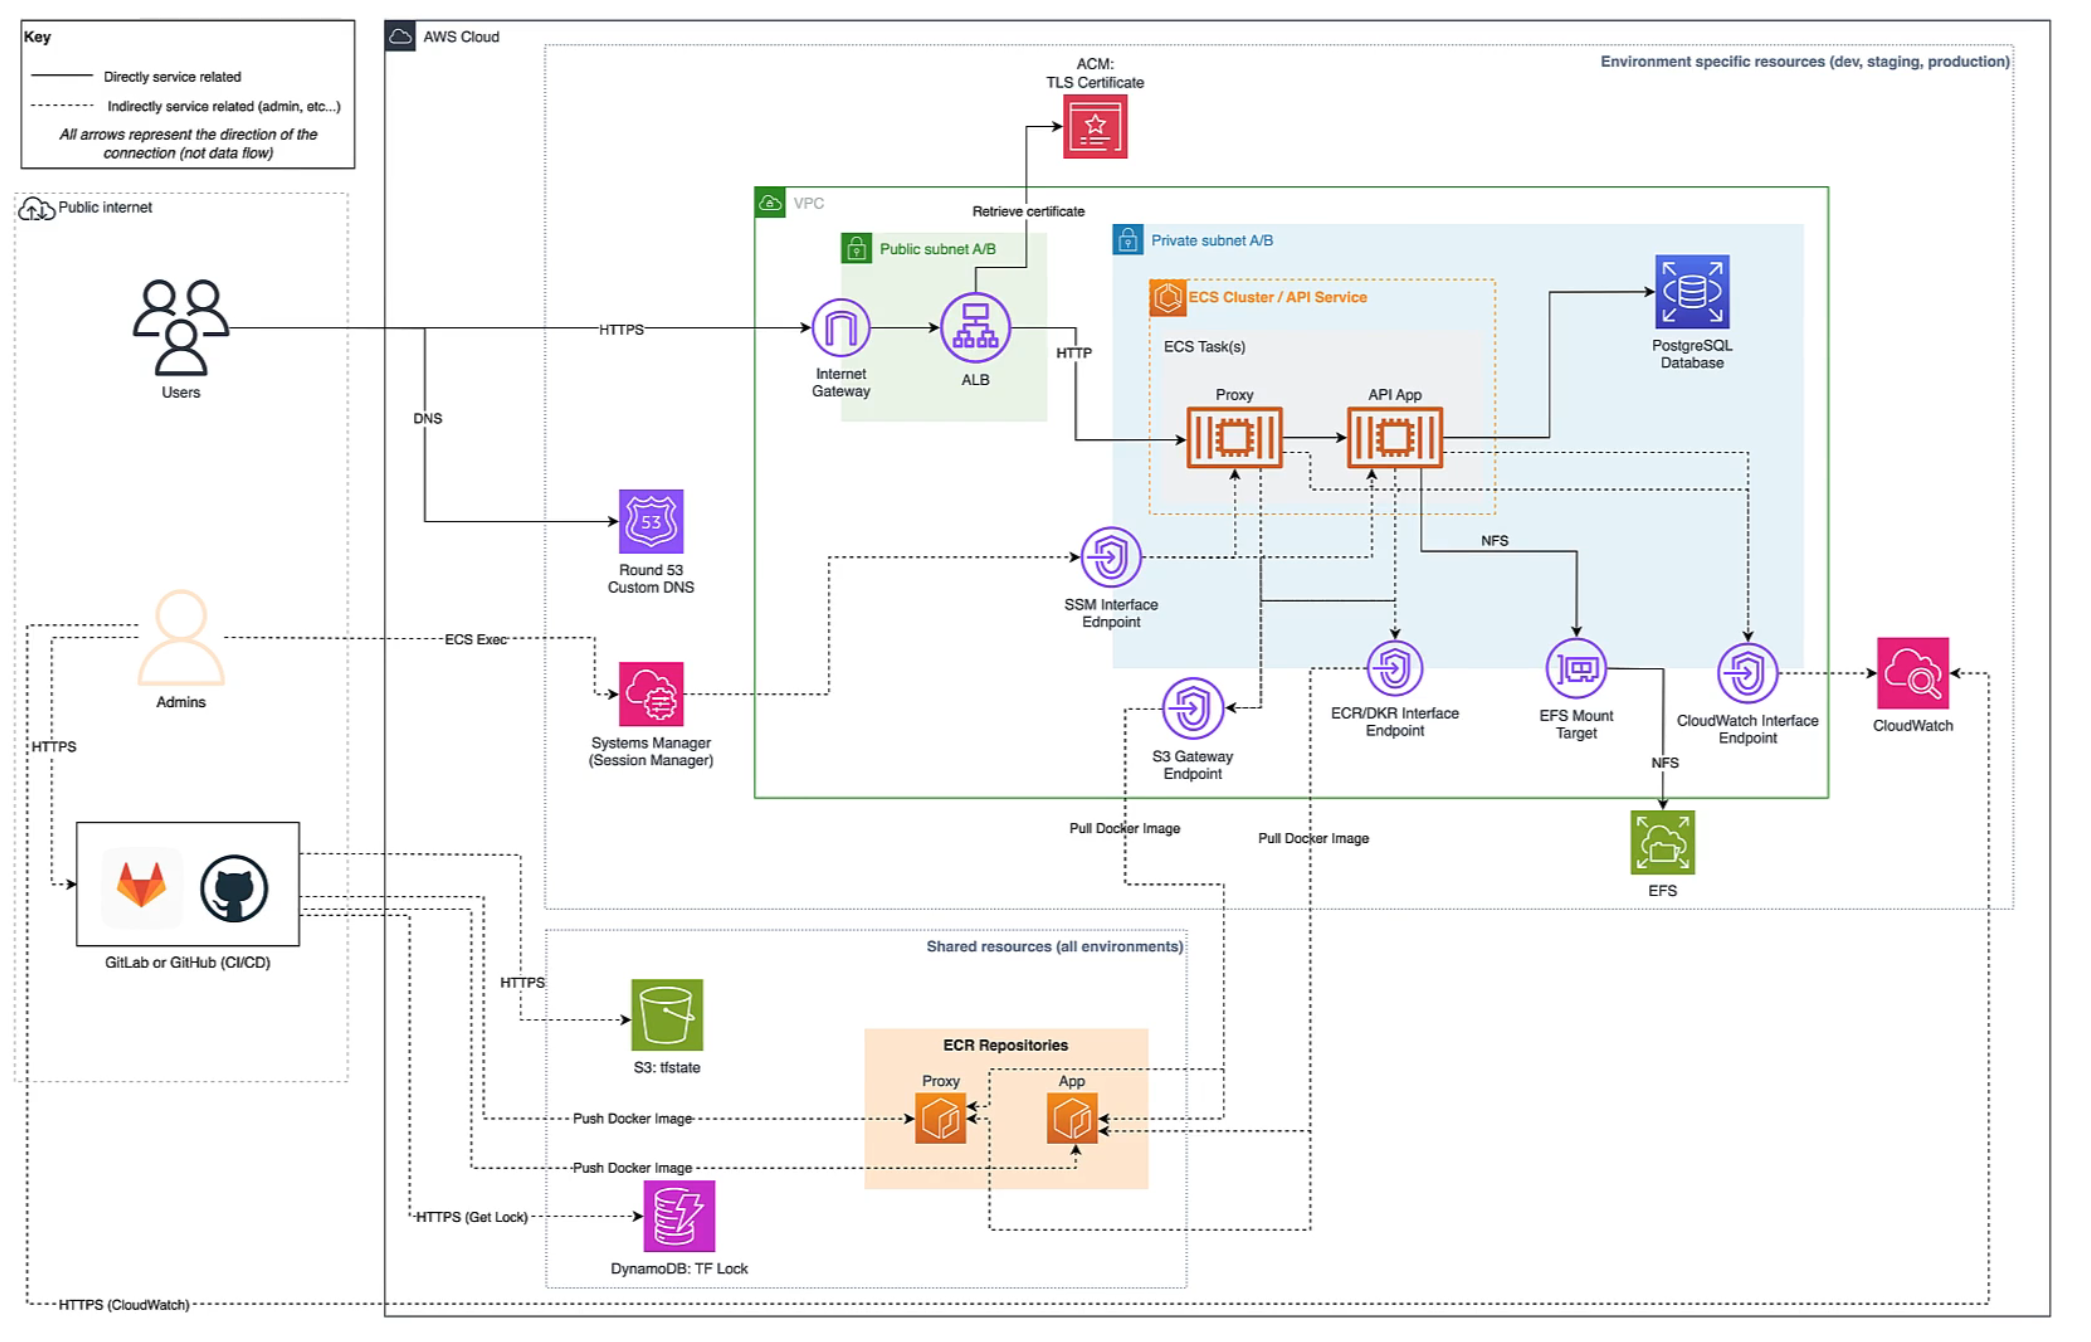 Key
Directly service related
Indirectly service related (admin, etc...)
All arrows represent the direction of the
connection (not data flow)
AWS Cloud
Environment specific resources (dev, staging, production)
ACM:
TLS Certificate
Public internet
VPC
Retrieve certificate
Public subnet A/B
Private subnet A/B
ECS Cluster / API Service
ECS Task(s)
HTTPS
HTTP
PostgreSQL
Database
Internet
Gateway
ALB
Users
Proxy
API App
DNS
53
Round 53
Custom DNS
NFS
SSM Interface
Ednpoint
ECS Exec
Admins
Systems Manager
(Session Manager)
HTTPS
S3 Gateway
Endpoint
ECR/DKR Interface
Endpoint
EFS Mount
Target
CloudWatch Interface
Endpoint
CloudWatch
NFS
Pull Docker Image
Pull Docker Image
EFS
GitLab or GitHub (CI/CD)
Shared resources (all environments)
HTTPS
S3: tfstate
ECR Repositories
Proxy
App
Push Docker Image
Push Docker Image
HTTPS (Get Lock)
DynamoDB: TF Lock
HTTPS (CloudWatch)